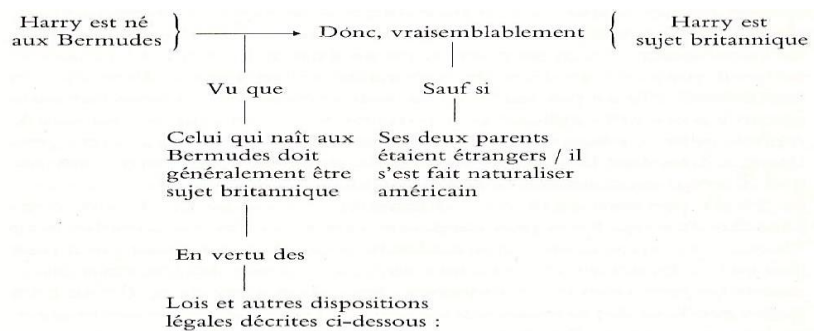 Harry est né
aux Bermudes
Donc, vraisemblablement
Harry est
sujet britannique
Vu que
Celui qui naît aux
Bermudes doit
généralement être
sujet britannique
Sauf si
Ses deux parents
étaient étrangers / il
s'est fait naturaliser
américain
En vertu des
Lois et autres dispositions
légales décrites ci-dessous :